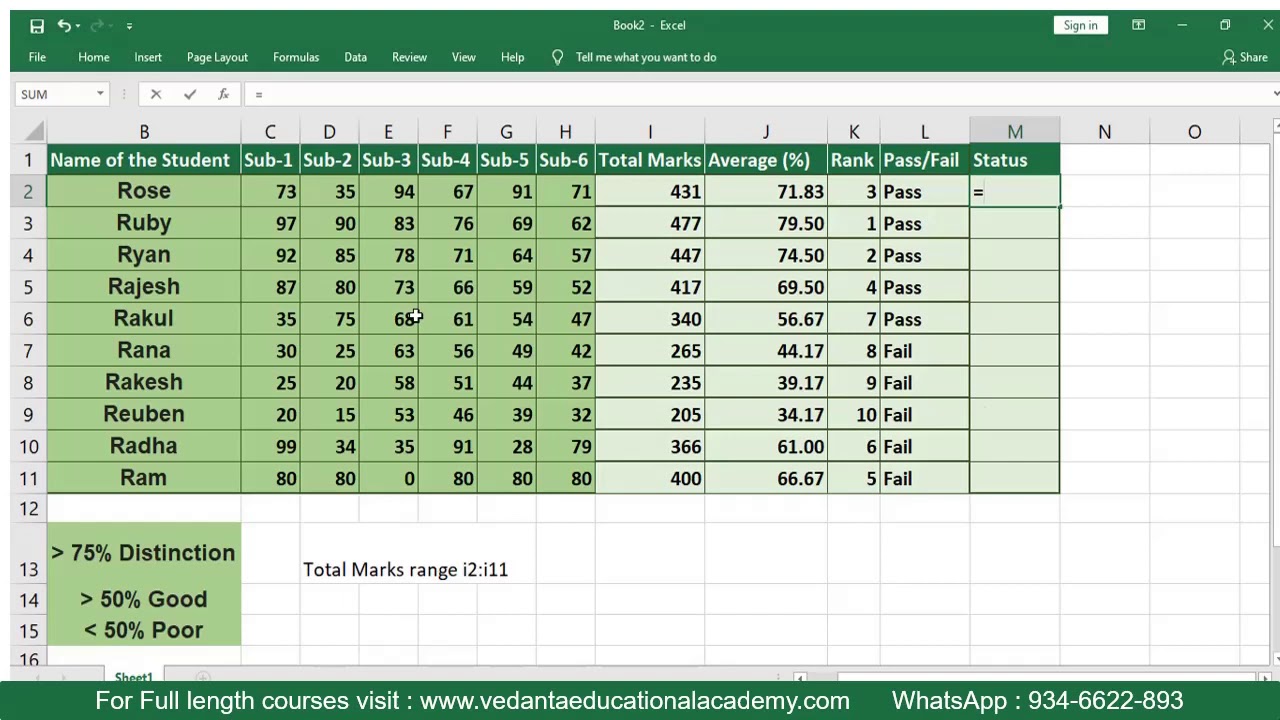 Book2 - Excel
Sign in
File Home Insert Page Layout Formulas Data Review View Help Tell me what you want to do Share
SUM fx =
B C D E F G H I J K L M N O
1 Name of the Student Sub-1 Sub-2 Sub-3 Sub-4 Sub-5 Sub-6 Total Marks Average (%) Rank Pass/Fail Status
2 Rose 73 35 94 67 91 71 431 71.83 3 Pass =
3 Ruby 97 90 83 76 69 62 477 79.50 1 Pass
4 Ryan 92 85 78 71 64 57 447 74.50 2 Pass
5 Rajesh 87 80 73 66 59 52 417 69.50 4 Pass
6 Rakul 35 75 68 61 54 47 340 56.67 7 Pass
7 Rana 30 25 63 56 49 42 265 44.17 8 Fail
8 Rakesh 25 20 58 51 44 37 235 39.17 9 Fail
9 Reuben 20 15 53 46 39 32 205 34.17 10 Fail
10 Radha 99 34 35 91 28 79 366 61.00 6 Fail
11 Ram 80 80 0 80 80 80 400 66.67 5 Fail
12
13 > 75% Distinction Total Marks range i2:i11
14 > 50% Good
15 < 50% Poor
16
Sheet1
For Full length courses visit : www.vedantaeducationalacademy.com WhatsApp : 934-6622-893